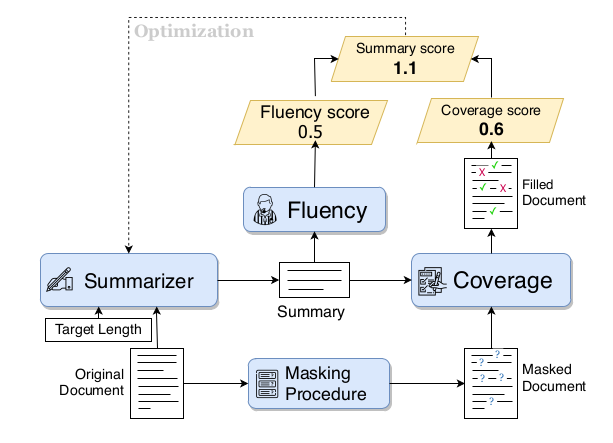 Optimization
Summary score
1.1
Fluency score
0.5
Coverage score
0.6
x ✓
✓ x
✓
Filled
Document
Fluency
Summarizer
Summary
Coverage
Target Length
Original
Document
Masking
Procedure
?
? ?
?
Masked
Document